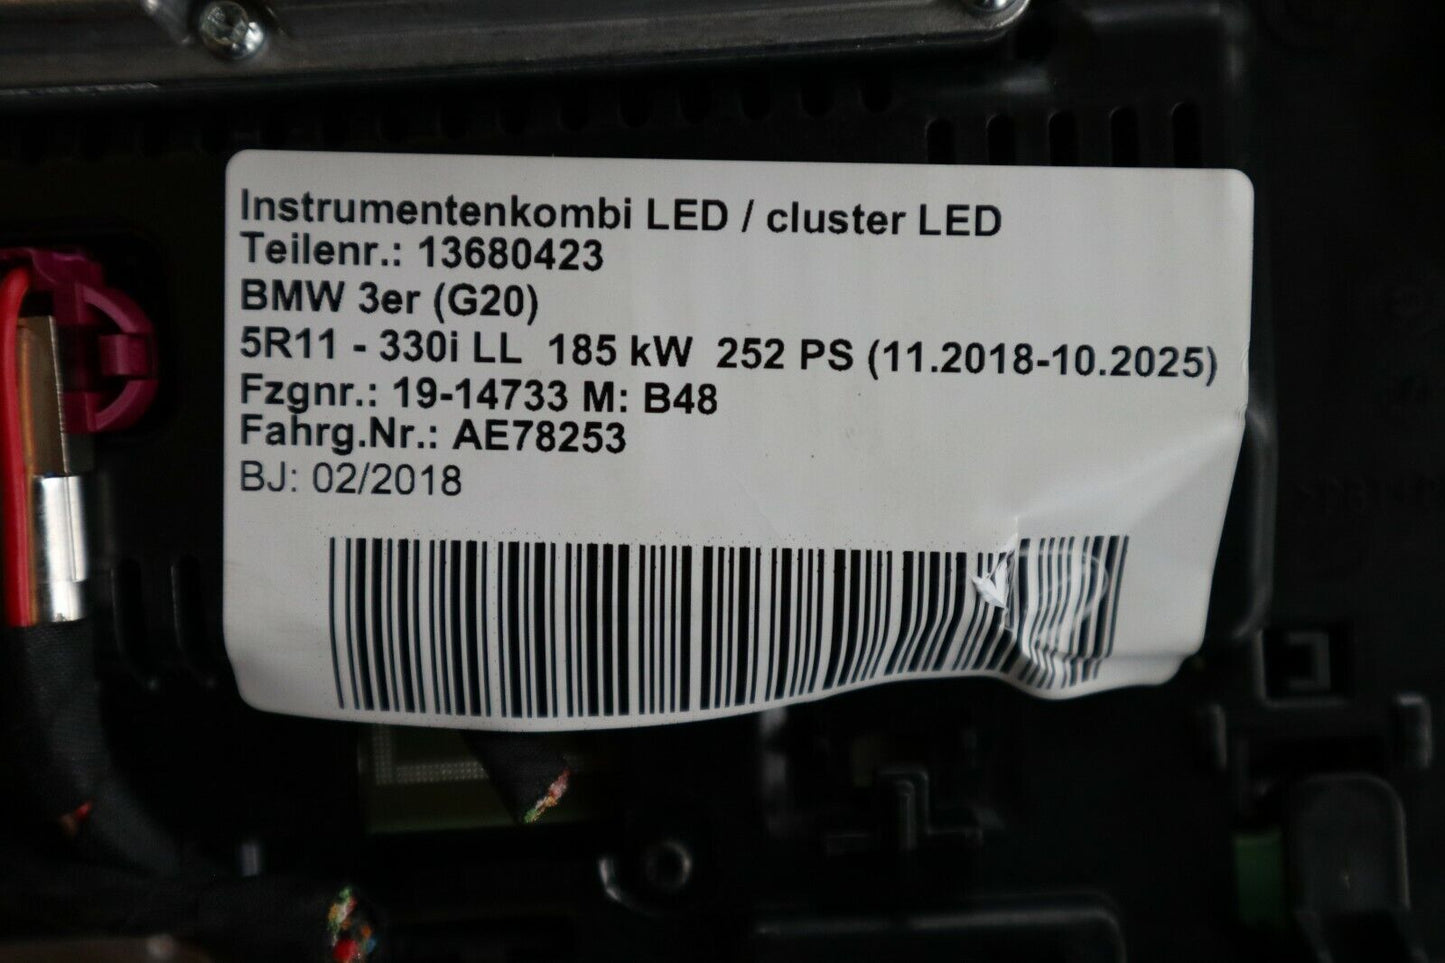 Instrumentenkombi LED / cluster LED
Teilenr.: 13680423
BMW 3er (G20)
5R11 - 330i LL  185 kW  252 PS (11.2018-10.2025)
Fzgnr.: 19-14733 M: B48
Fahrg.Nr.: AE78253
BJ: 02/2018